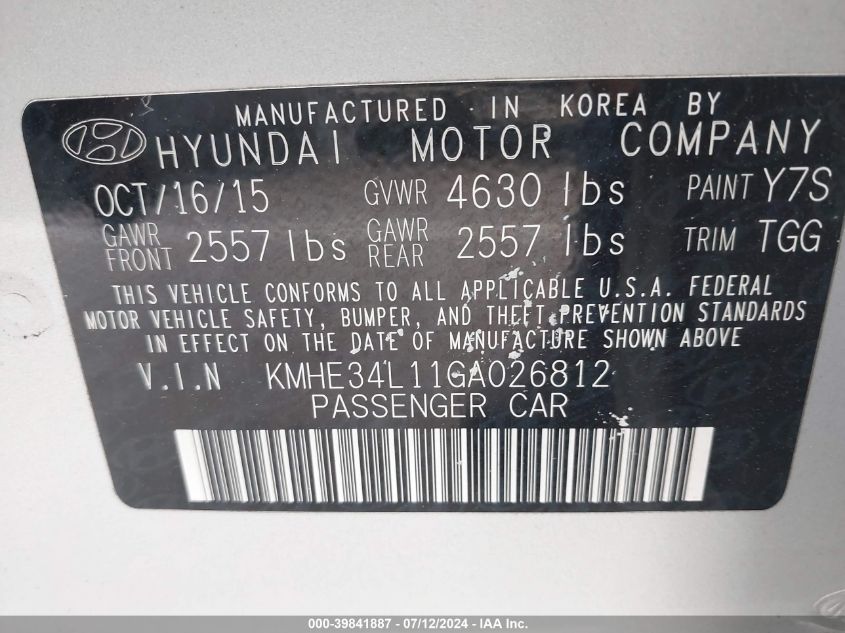 MANUFACTURED IN KOREA BY
HYUNDAI MOTOR COMPANY
OCT/16/15 GVWR 4630 lbs PAINT Y7S
GAWR FRONT 2557 lbs GAWR REAR 2557 lbs TRIM TGG
THIS VEHICLE CONFORMS TO ALL APPLICABLE U.S.A. FEDERAL
MOTOR VEHICLE SAFETY, BUMPER, AND THEFT PREVENTION STANDARDS
IN EFFECT ON THE DATE OF MANUFACTURE SHOWN ABOVE
V.I.N KMHE34L11GA026812
PASSENGER CAR
000-39841887 - 07/12/2024 - IAA Inc.